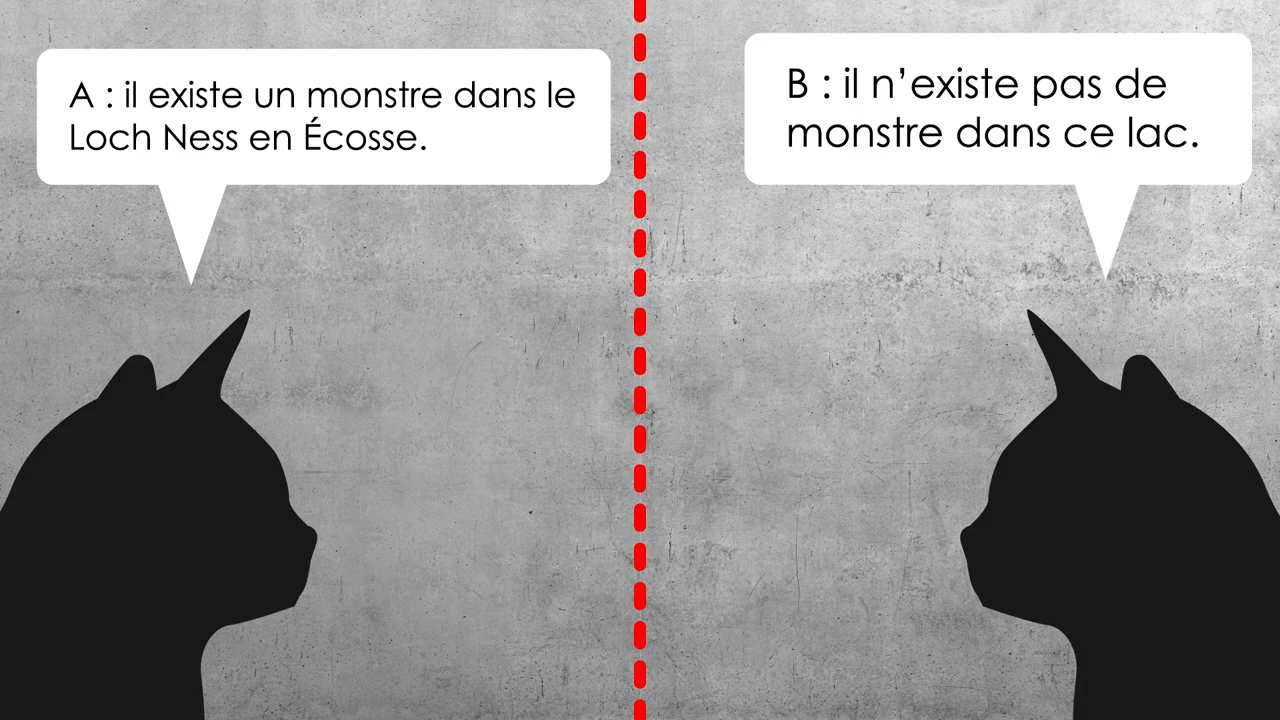 A : il existe un monstre dans le
Loch Ness en Écosse.
B : il n’existe pas de
monstre dans ce lac.